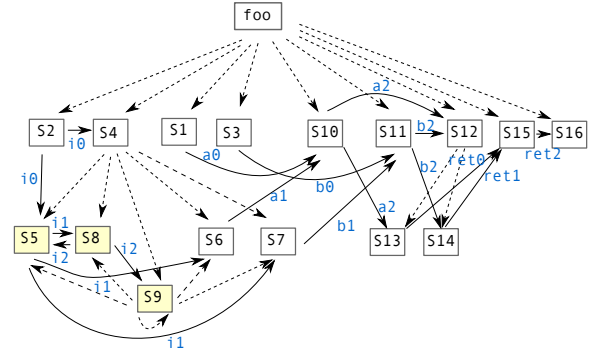 foo
a2
S2
i0
S4
S1
S3
S10
S11
b2
S12
S15
S16
ret2
a0
b0
b2
ret0
ret1
i0
a1
i1
i2
S5
S8
i2
S6
S7
b1
a2
S13
S14
i1
S9
i1